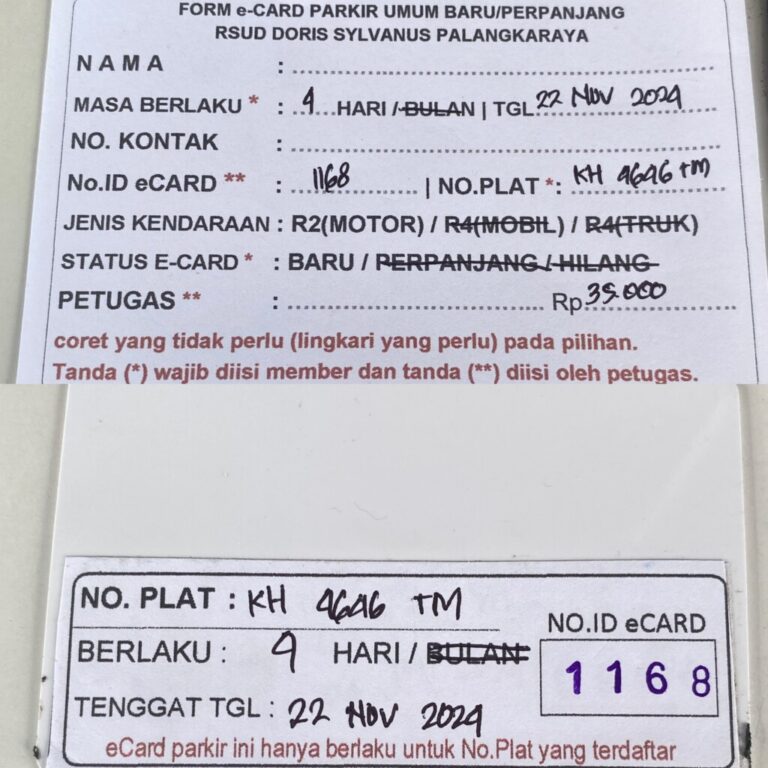 FORM e-CARD PARKIR UMUM BARU/PERPANJANG
RSUD DORIS SYLVANUS PALANGKARAYA
NAMA :
MASA BERLAKU * : 4 HARI / BULAN | TGL. 22 NOV 2024
NO. KONTAK :
No.ID eCARD ** : 1168 | NO.PLAT *: KH 4646 TM
JENIS KENDARAAN : R2(MOTOR) / R4(MOBIL) / R4(TRUK)
STATUS E-CARD * : BARU / PERPANJANG / HILANG
PETUGAS ** : Rp. 35.000
coret yang tidak perlu (lingkari yang perlu) pada pilihan.
Tanda (*) wajib diisi member dan tanda (**) diisi oleh petugas.
NO. PLAT : KH 4646 TM
NO.ID eCARD
BERLAKU : 4 HARI / BULAN
1168
TENGGAT TGL : 22 NOV 2024
eCard parkir ini hanya berlaku untuk No.Plat yang terdaftar